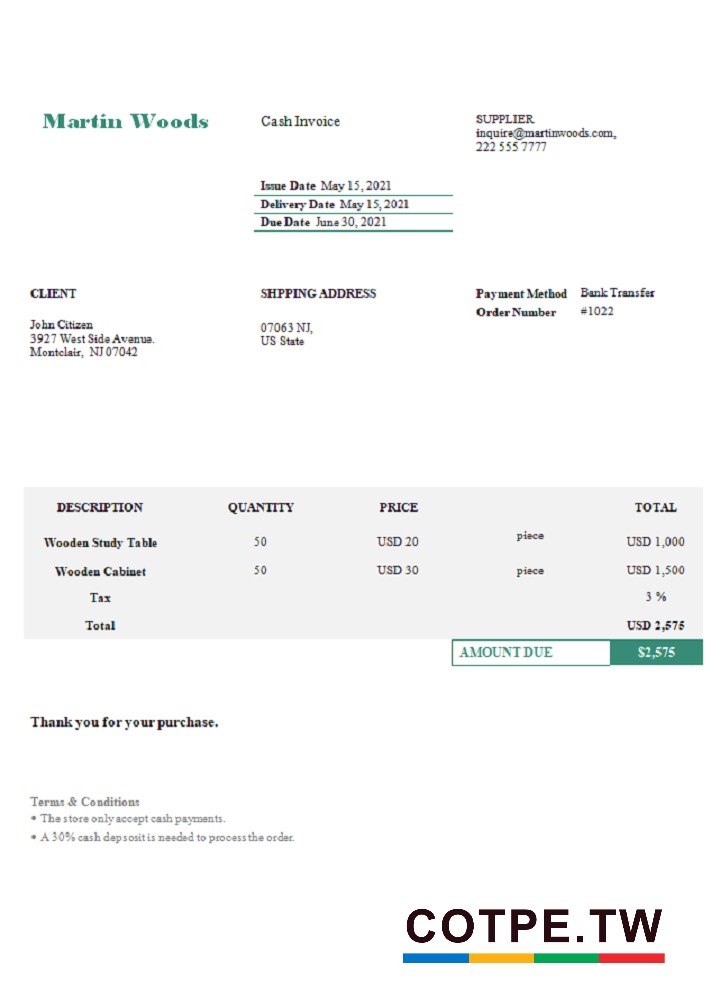 Martin Woods
Cash Invoice
SUPPLIER
inquire@martinwoods.com,
222 555 7777
Issue Date May 15, 2021
Delivery Date May 15, 2021
Due Date June 30, 2021
CLIENT
John Citizen
3927 West Side Avenue.
Montclair, NJ 07042
SHPPING ADDRESS
07063 NJ,
US State
Payment Method Bank Transfer
Order Number #1022
DESCRIPTION QUANTITY PRICE TOTAL
Wooden Study Table 50 USD 20 piece USD 1,000
Wooden Cabinet 50 USD 30 piece USD 1,500
Tax 3 %
Total USD 2,575
AMOUNT DUE $2,575
Thank you for your purchase.
Terms & Conditions
• The store only accept cash payments.
• A 30% cash depsosit is needed to process the order.
COTPE.TW